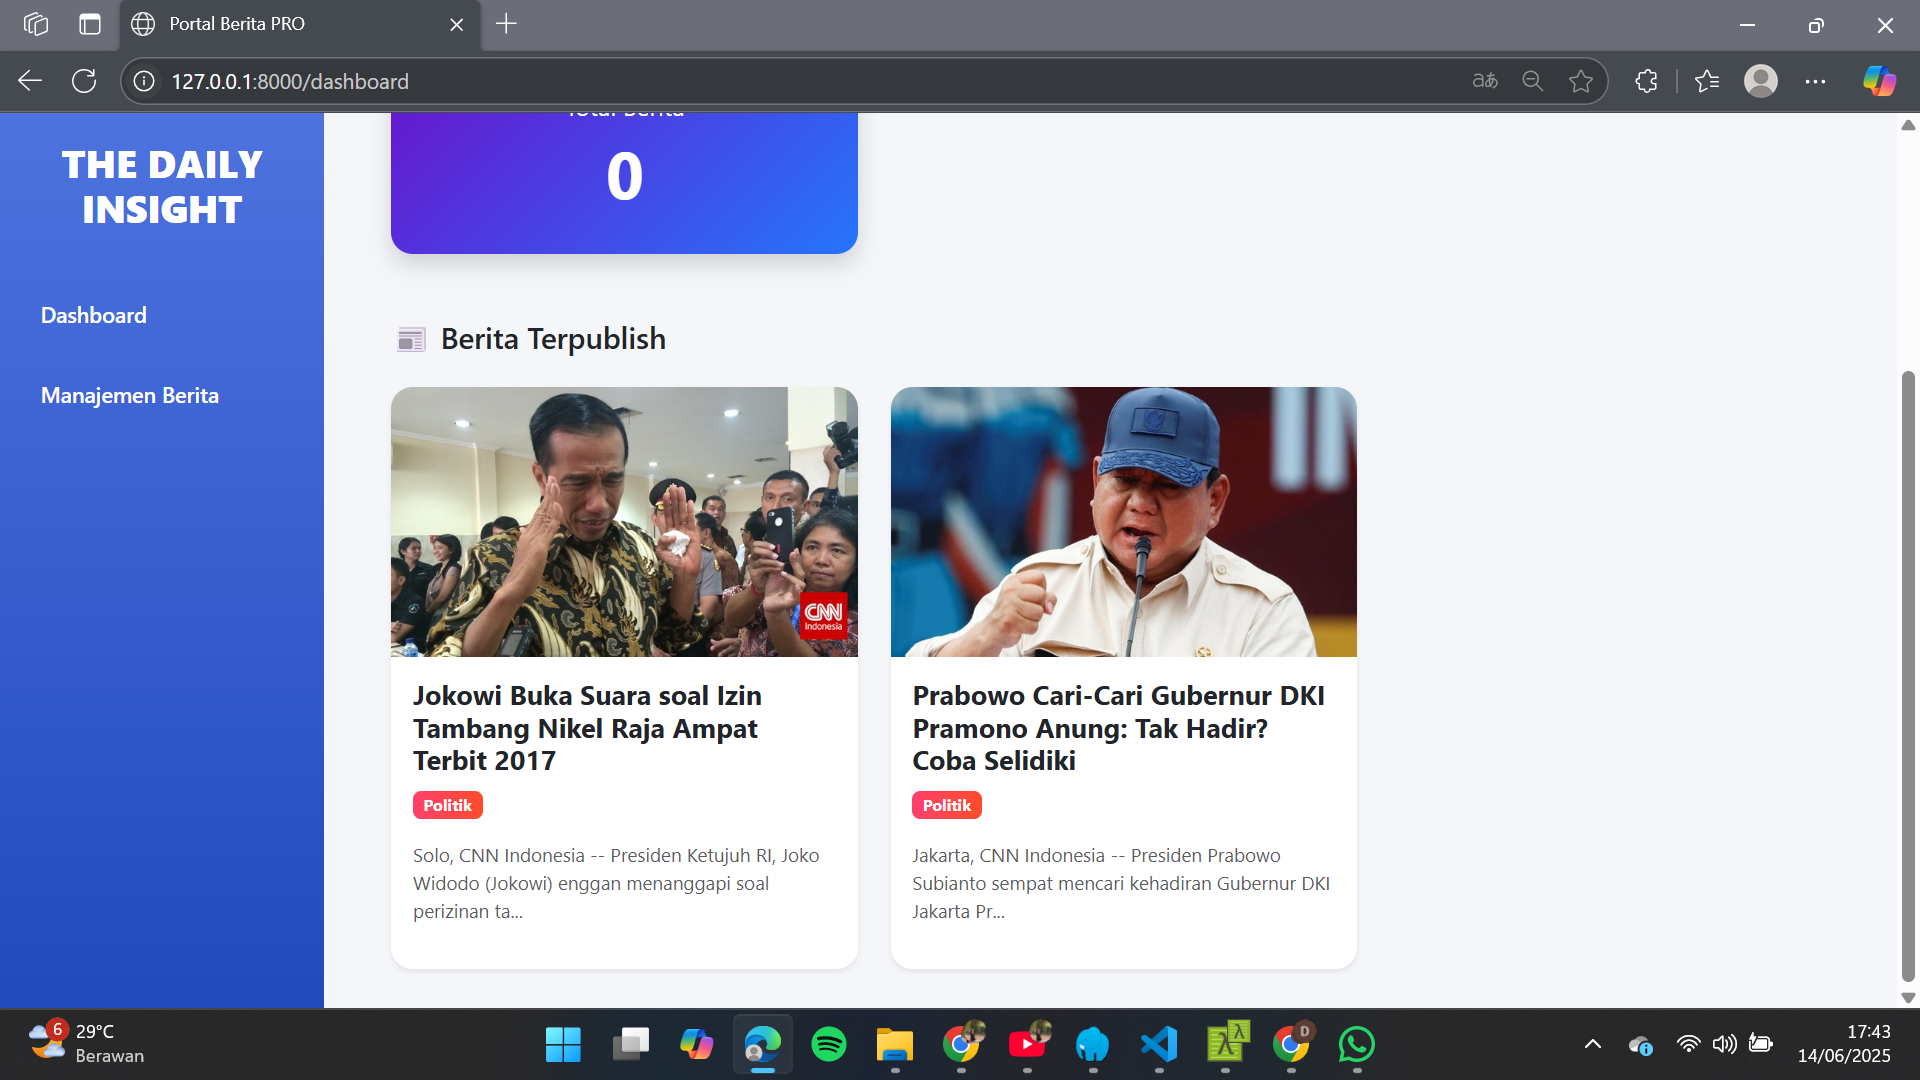 Portal Berita PRO
127.0.0.1:8000/dashboard
THE DAILY
INSIGHT
Dashboard
Manajemen Berita
Total Berita
0
Berita Terpublish
CNN
Indonesia
Jokowi Buka Suara soal Izin
Tambang Nikel Raja Ampat
Terbit 2017
Politik
Solo, CNN Indonesia -- Presiden Ketujuh RI, Joko
Widodo (Jokowi) enggan menanggapi soal
perizinan ta...
Prabowo Cari-Cari Gubernur DKI
Pramono Anung: Tak Hadir?
Coba Selidiki
Politik
Jakarta, CNN Indonesia -- Presiden Prabowo
Subianto sempat mencari kehadiran Gubernur DKI
Jakarta Pr...
6
29°C
Berawan
D
17:43
14/06/2025